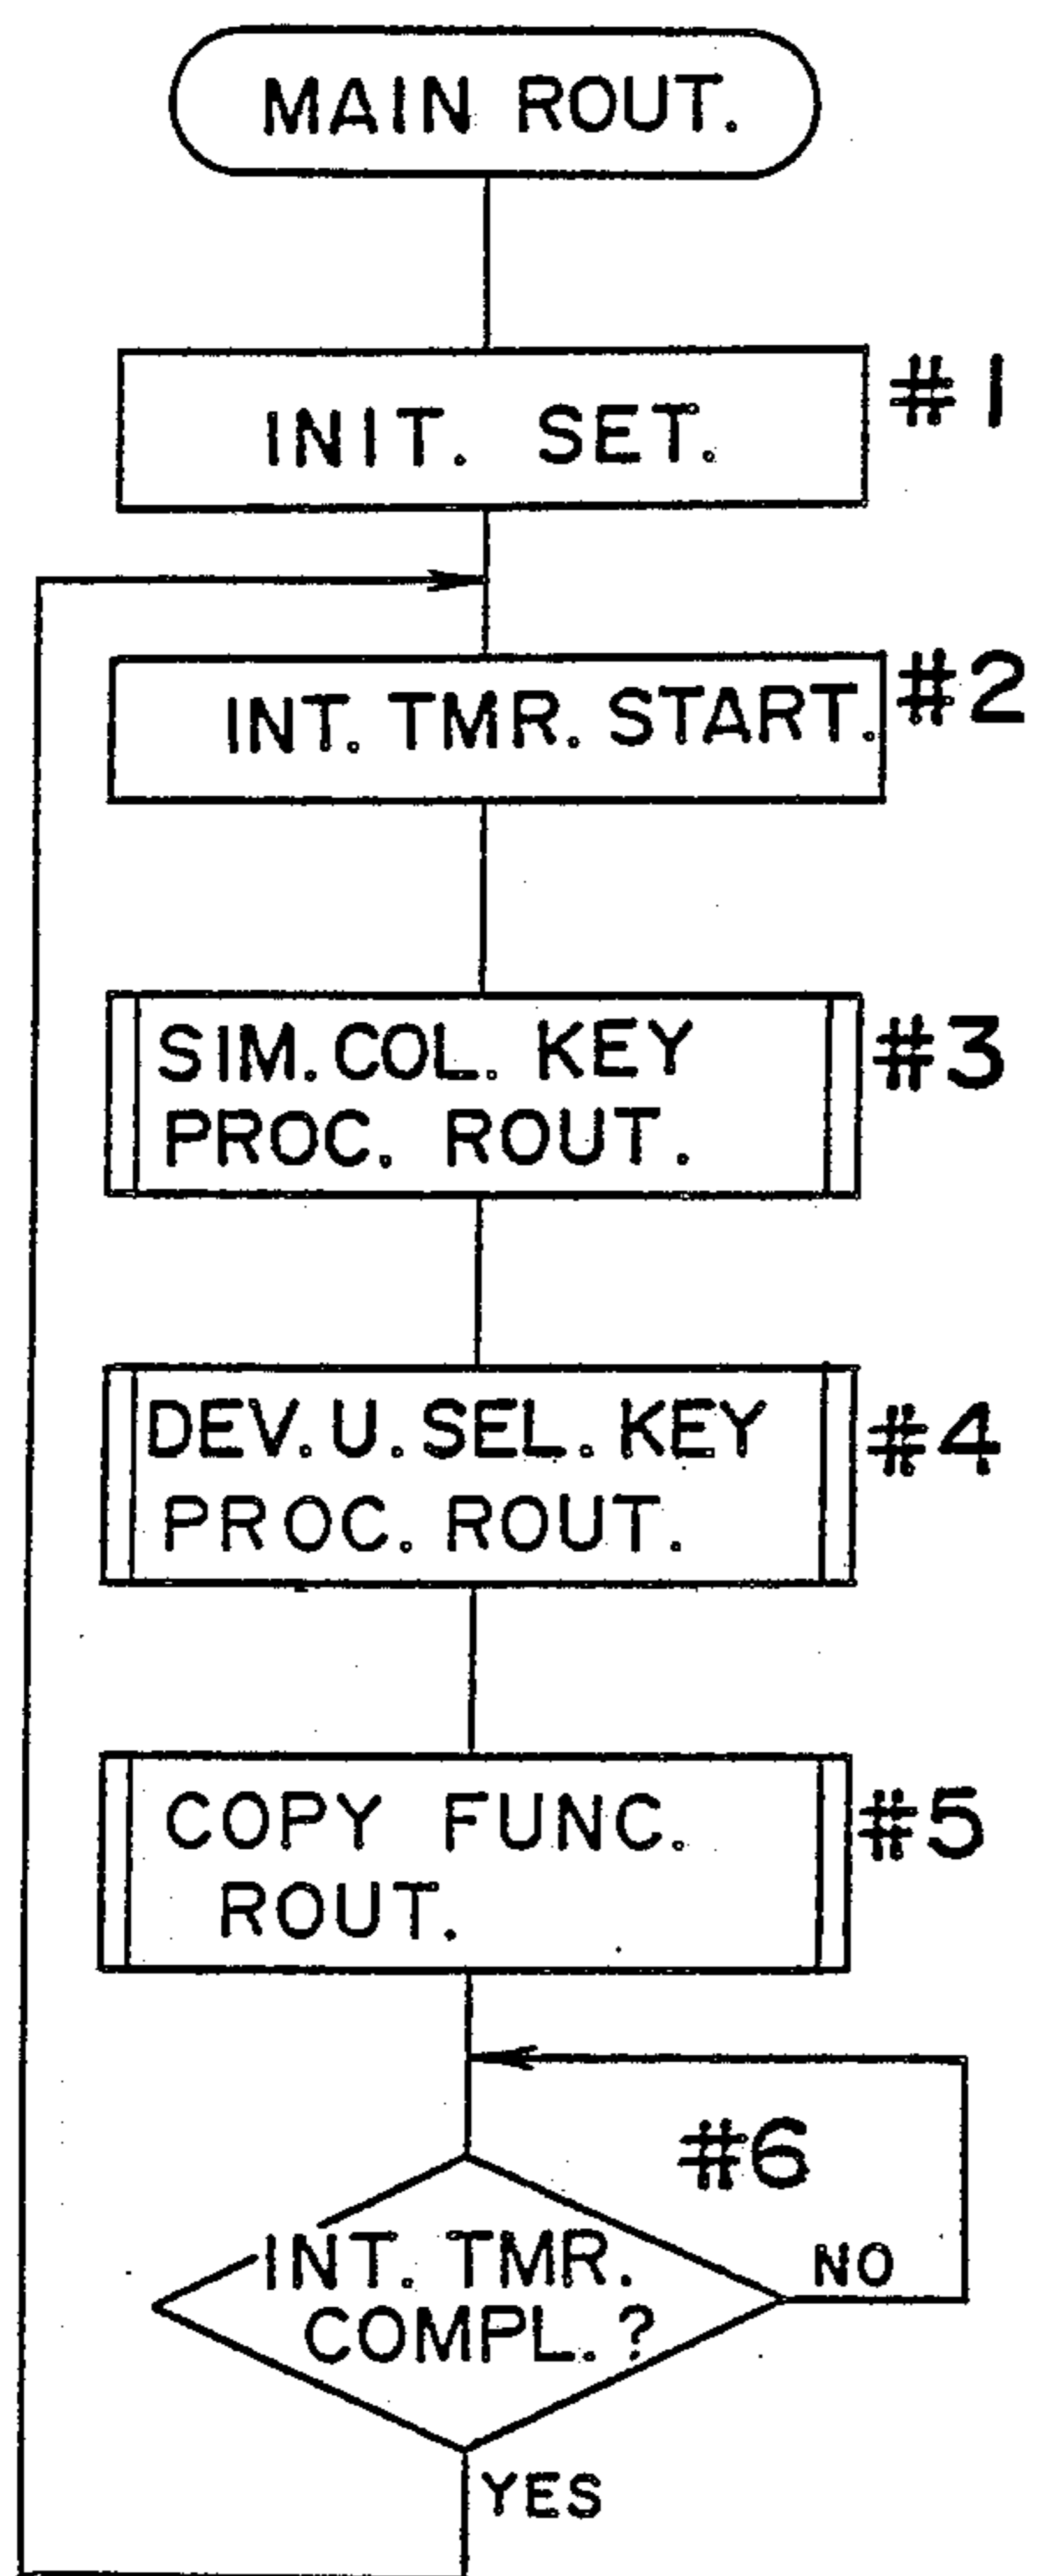 MAIN ROUT.
INIT. SET.
#1
INT. TMR. START.
#2
SIM. COL. KEY
PROC. ROUT.
#3
DEV. U. SEL. KEY
PROC. ROUT.
#4
COPY FUNC.
ROUT.
#5
#6
INT. TMR.
COMPL. ?
NO
YES